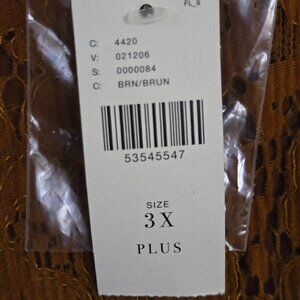 FL_9
C: 4420
V: 021206
S: 0000084
C: BRN/BRUN
53545547
SIZE
3X
PLUS